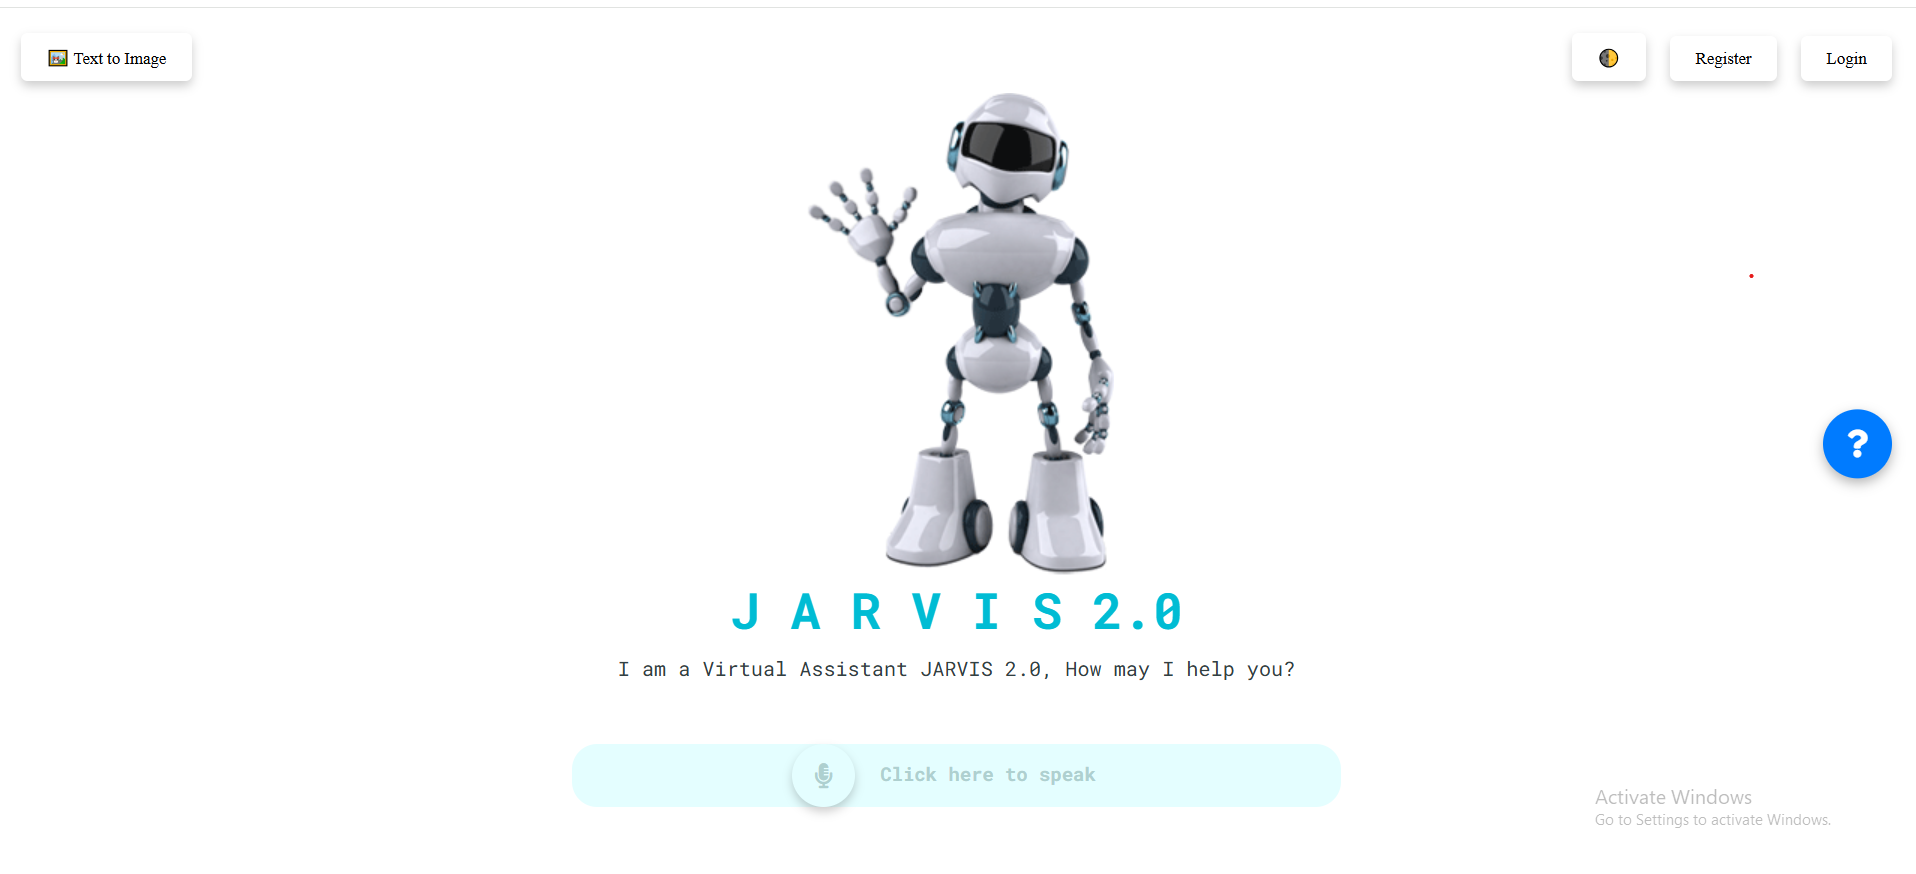 Text to Image
Register
Login
?
J A R V I S 2.0
I am a Virtual Assistant JARVIS 2.0, How may I help you?
Click here to speak
Activate Windows
Go to Settings to activate Windows.